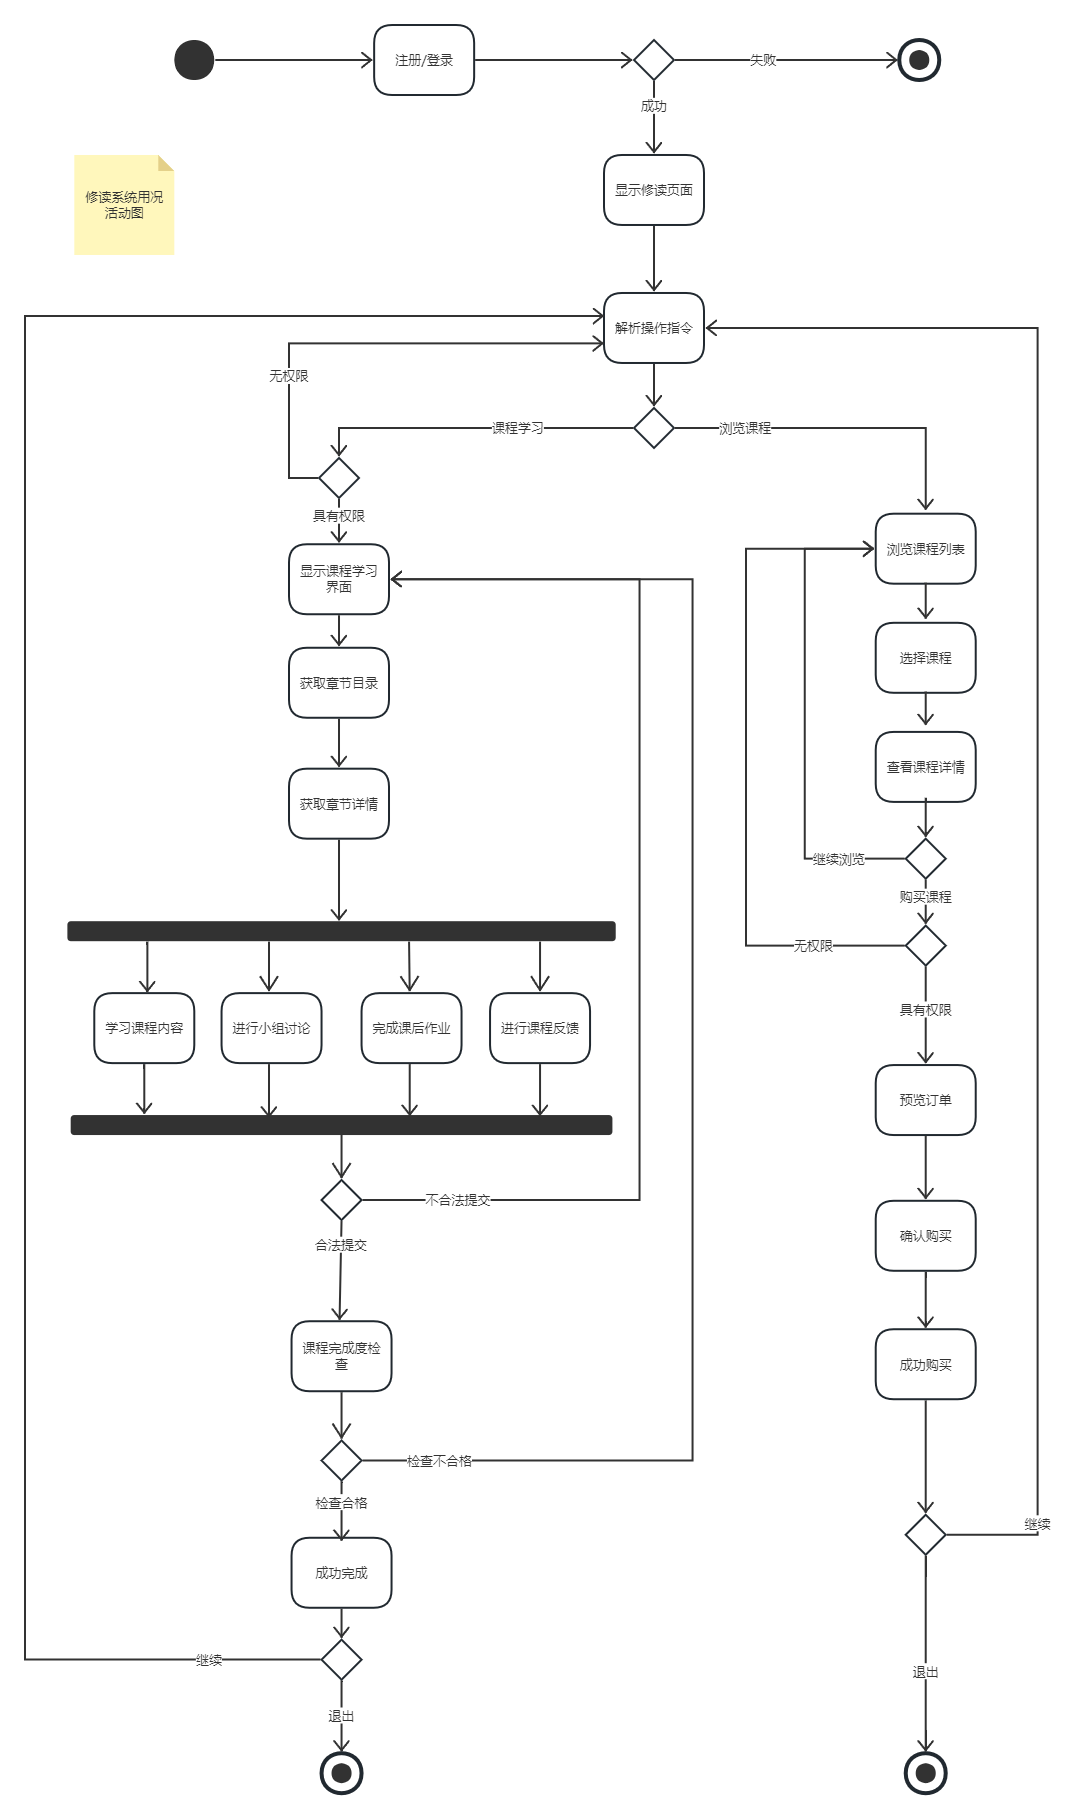 注册/登录
失败
成功
修读系统用况
活动图
显示修读页面
解析操作指令
无权限
课程学习
浏览课程
具有权限
显示课程学习
界面
浏览课程列表
获取章节目录
选择课程
查看课程详情
获取章节详情
继续浏览
购买课程
无权限
具有权限
学习课程内容
进行小组讨论
完成课后作业
进行课程反馈
预览订单
不合法提交
合法提交
确认购买
课程完成度检
查
成功购买
检查不合格
检查合格
继续
成功完成
继续
退出
退出